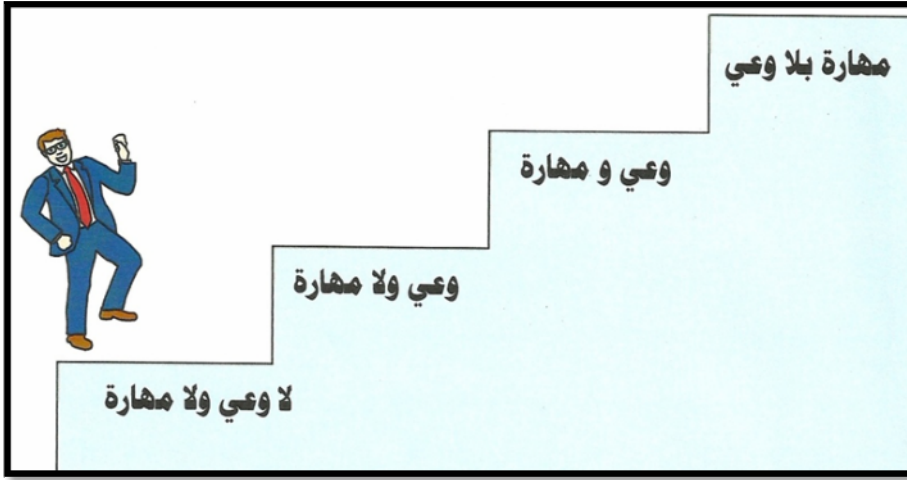 مهارة بلا وعي
وعي و مهارة
وعي ولا مهارة
لا وعي ولا مهارة